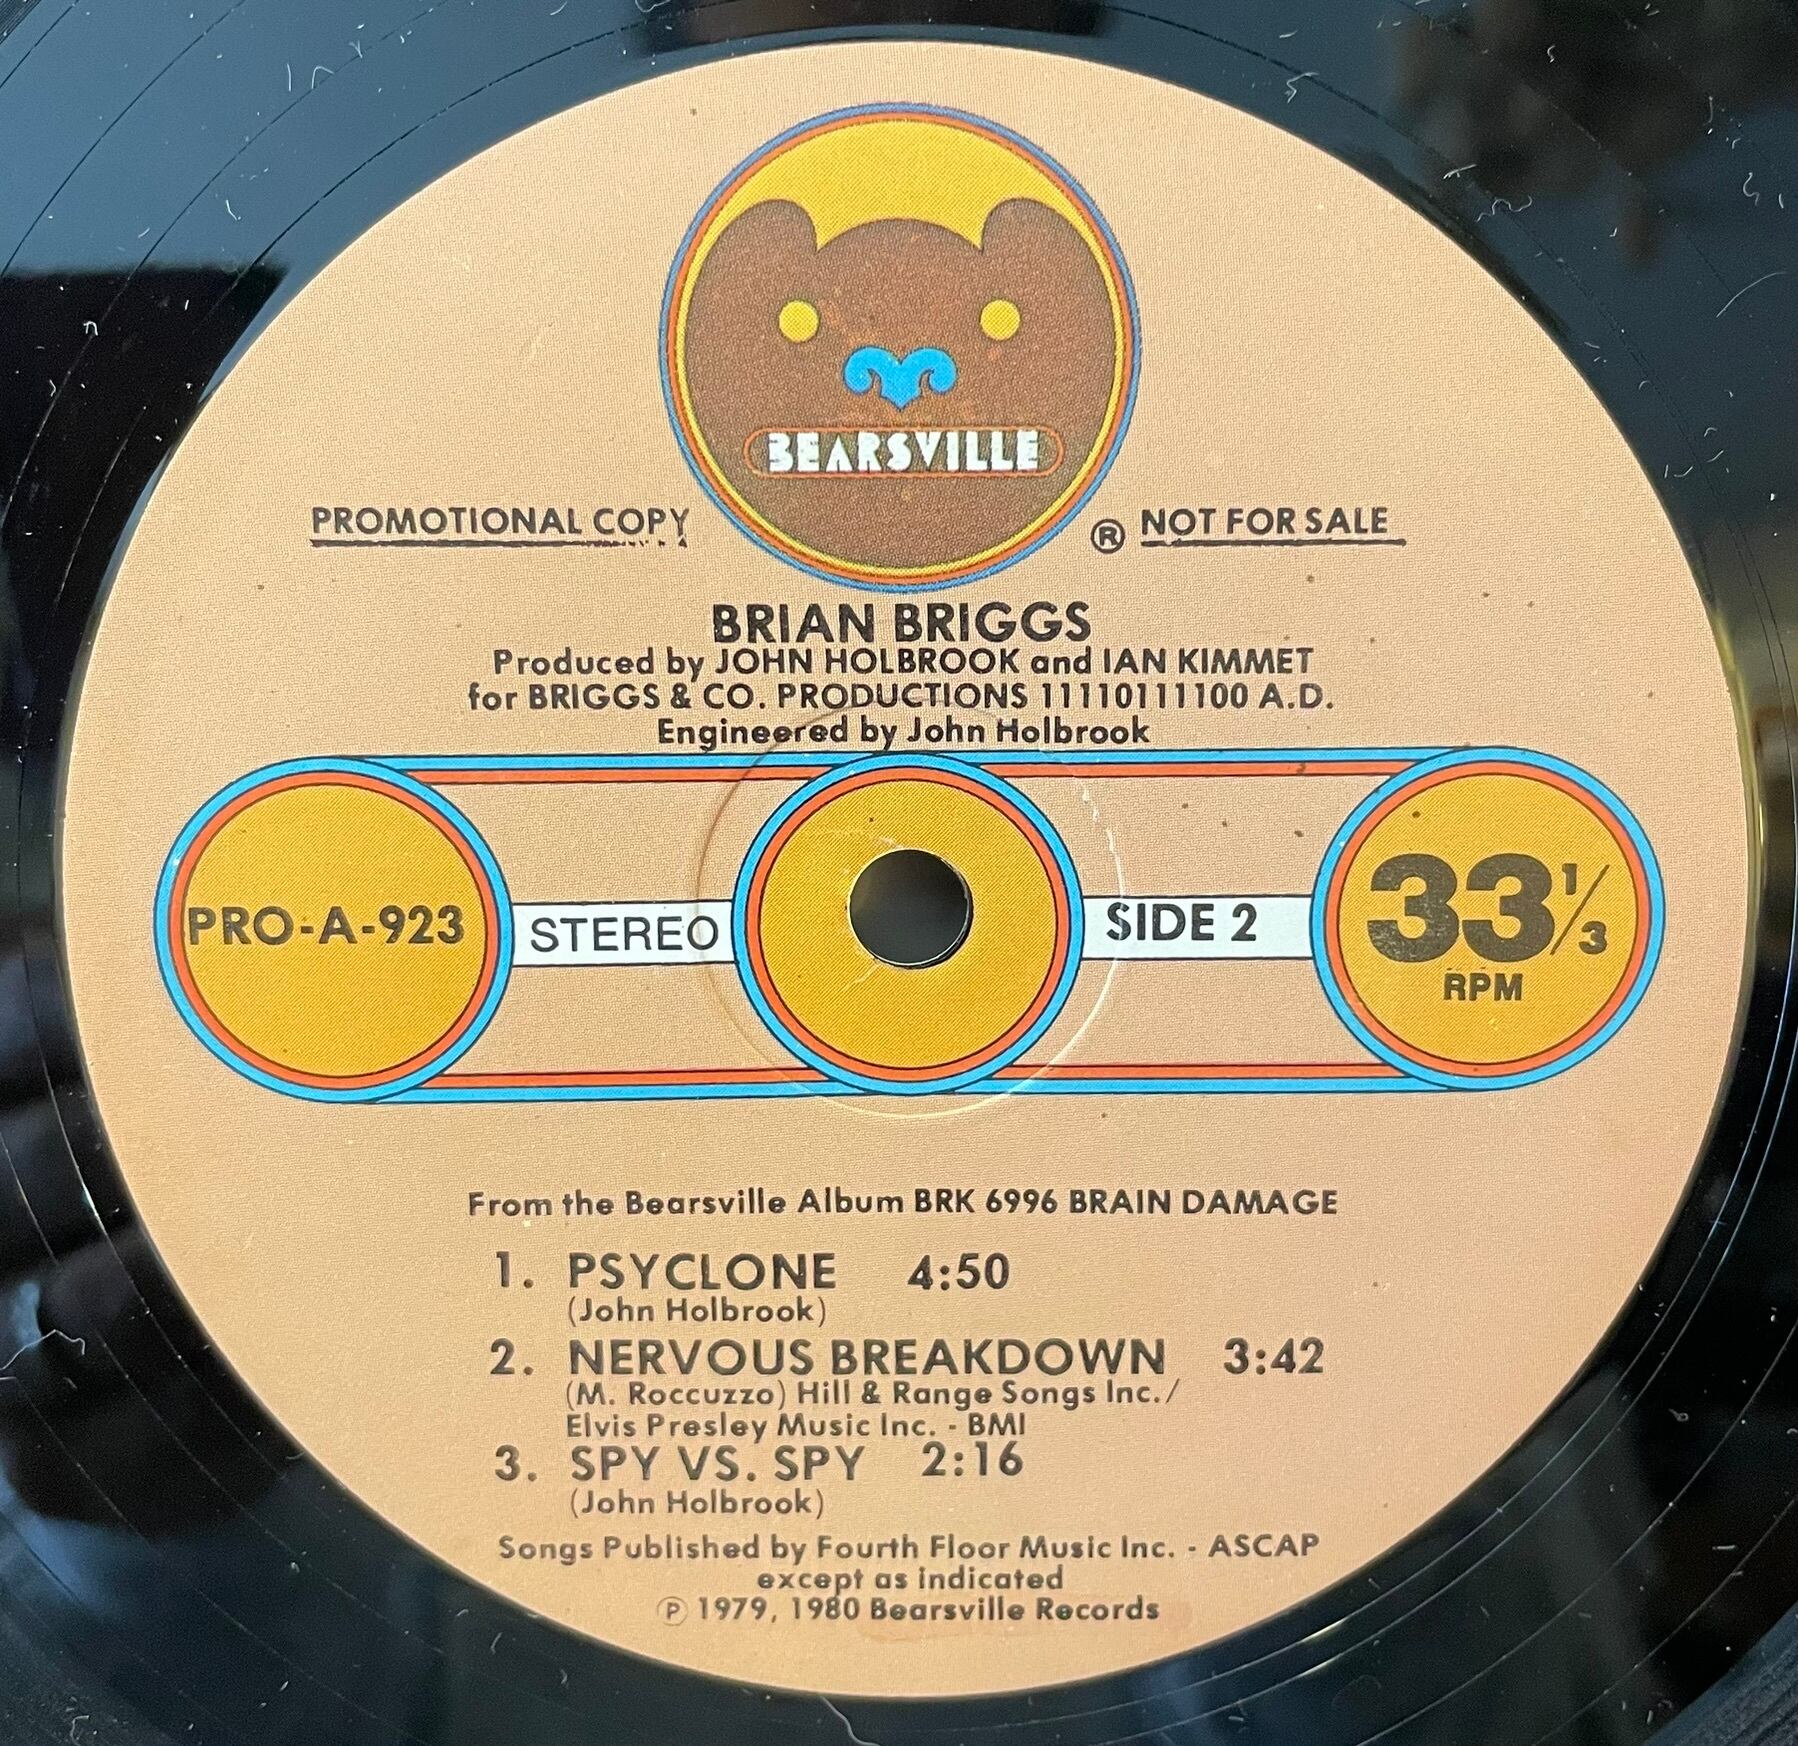 BEARSVILLE
PROMOTIONAL COPY ® NOT FOR SALE
BRIAN BRIGGS
Produced by JOHN HOLBROOK and IAN KIMMET
for BRIGGS & CO. PRODUCTIONS 11110111100 A.D.
Engineered by John Holbrook
PRO-A-923 STEREO SIDE 2 33 1/3
RPM
From the Bearsville Album BRK 6996 BRAIN DAMAGE
1. PSYCLONE 4:50
(John Holbrook)
2. NERVOUS BREAKDOWN 3:42
(M. Roccuzzo) Hill & Range Songs Inc./
Elvis Presley Music Inc. - BMI
3. SPY VS. SPY 2:16
(John Holbrook)
Songs Published by Fourth Floor Music Inc. - ASCAP
except as indicated
℗ 1979, 1980 Bearsville Records